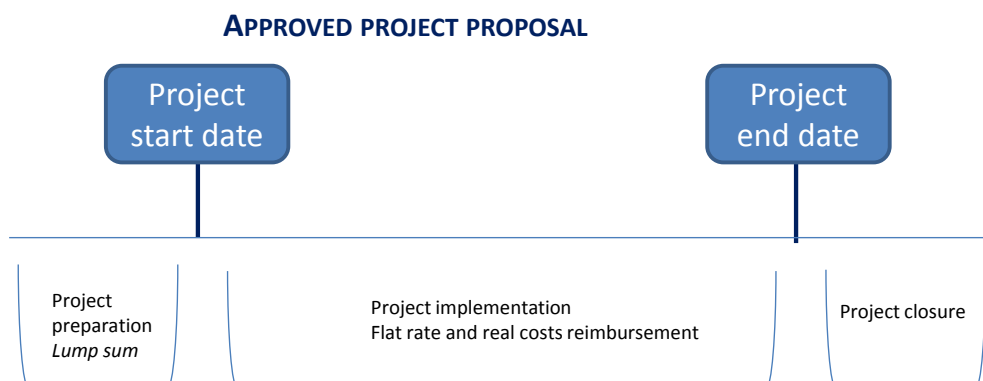 APPROVED PROJECT PROPOSAL
Project
start date
Project
end date
Project
preparation
Lump sum
Project implementation
Flat rate and real costs reimbursement
Project closure